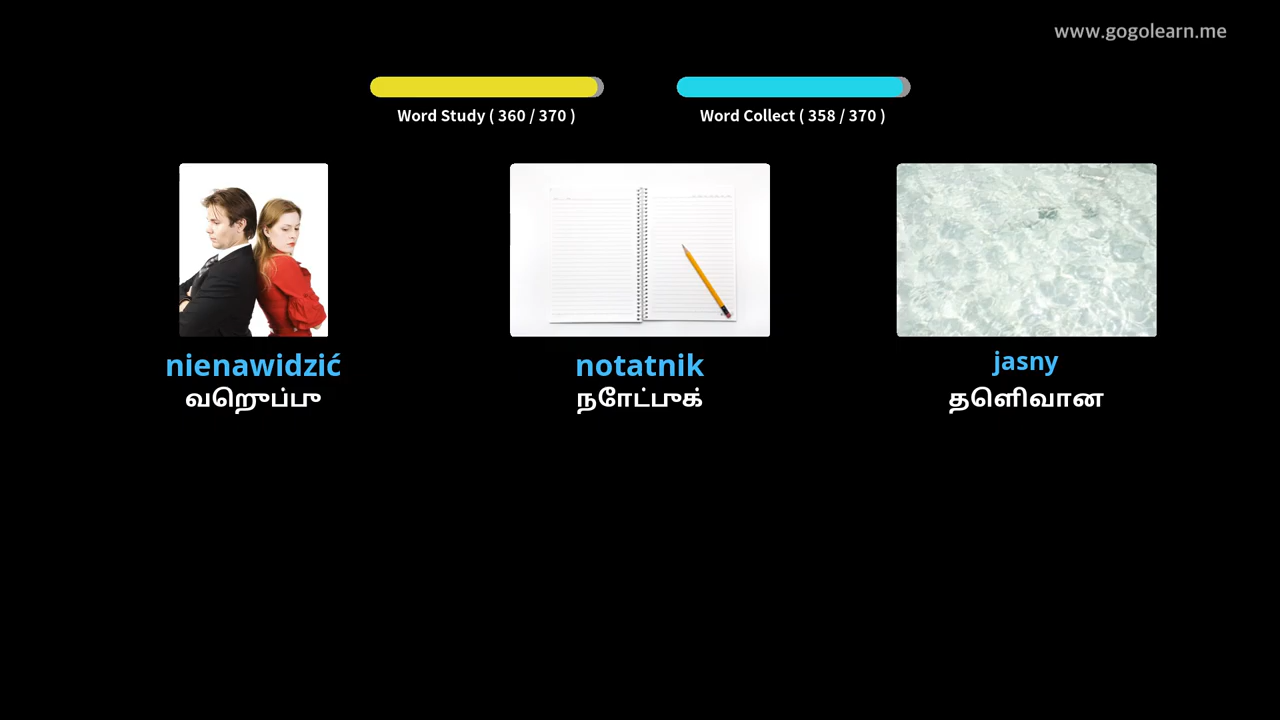 www.gogolearn.me
Word Study ( 360 / 370 )
Word Collect ( 358 / 370 )
nienawidzić
வெறுப்பு
notatnik
நோட்புக்
jasny
தெளிவான